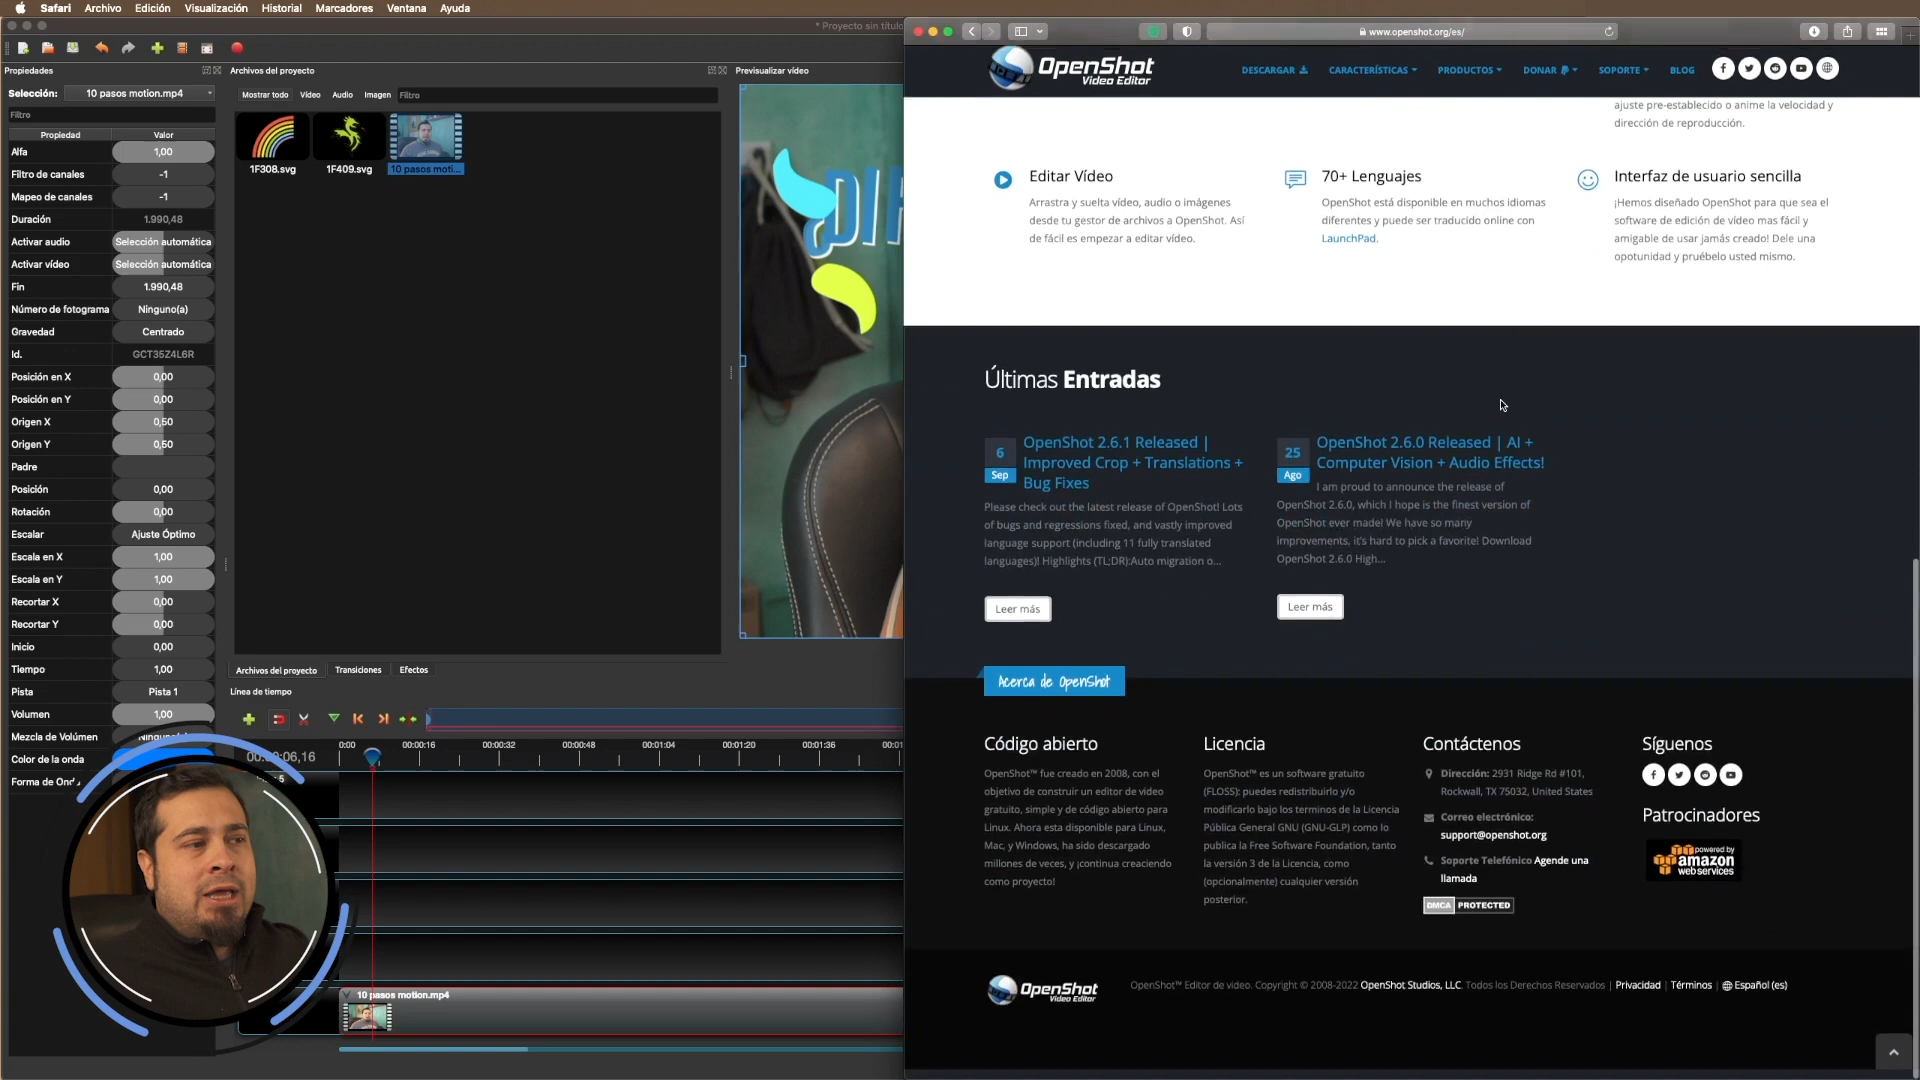 Safari Archivo Edición Visualización Historial Marcadores Ventana Ayuda
* Proyecto sin título
www.openshot.org/es/
Propiedades
Archivos del proyecto
Previsualizar vídeo
Selección: 10 pasos motion.mp4
Mostrar todo Vídeo Audio Imagen Filtro
Filtro
Propiedad Valor
Alfa 1,00
Filtro de canales -1
Mapeo de canales -1
Duración 1.990,48
Activar audio Selección automática
Activar vídeo Selección automática
Fin 1.990,48
Número de fotograma Ninguno(a)
Gravedad Centrado
Id. GCT35Z4L6R
Posición en X 0,00
Posición en Y 0,00
Origen X 0,50
Origen Y 0,50
Padre
Posición 0,00
Rotación 0,00
Escalar Ajuste Óptimo
Escala en X 1,00
Escala en Y 1,00
Recortar X 0,00
Recortar Y 0,00
Inicio 0,00
Tiempo 1,00
Pista Pista 1
Volumen 1,00
Mezcla de Volúmen
Color de la onda
Forma de Ond
1F308.svg 1F409.svg 10 pasos moti...
Archivos del proyecto Transiciones Efectos
Línea de tiempo
0:00 00:00:16 00:00:32 00:00:48 00:01:04 00:01:20 00:01:36
06,16
10 pasos motion.mp4
OpenShot
Video Editor
DESCARGAR CARACTERÍSTICAS PRODUCTOS DONAR SOPORTE BLOG
ajuste pre-establecido o anime la velocidad y
dirección de reproducción.
Editar Vídeo
Arrastra y suelta vídeo, audio o imágenes
desde tu gestor de archivos a OpenShot. Así
de fácil es empezar a editar vídeo.
70+ Lenguajes
OpenShot está disponible en muchos idiomas
diferentes y puede ser traducido online con
LaunchPad.
Interfaz de usuario sencilla
¡Hemos diseñado OpenShot para que sea el
software de edición de vídeo mas fácil y
amigable de usar jamás creado! Dele una
opotunidad y pruébelo usted mismo.
Últimas Entradas
6
Sep
OpenShot 2.6.1 Released |
Improved Crop + Translations +
Bug Fixes
Please check out the latest release of OpenShot! Lots
of bugs and regressions fixed, and vastly improved
language support (including 11 fully translated
languages)! Highlights (TL;DR):Auto migration o...
Leer más
25
Ago
OpenShot 2.6.0 Released | AI +
Computer Vision + Audio Effects!
I am proud to announce the release of
OpenShot 2.6.0, which I hope is the finest version of
OpenShot ever made! We have so many
improvements, it's hard to pick a favorite! Download
OpenShot 2.6.0 High...
Leer más
Acerca de OpenShot
Código abierto
OpenShot™ fue creado en 2008, con el
objetivo de construir un editor de video
gratuito, simple y de código abierto para
Linux. Ahora esta disponible para Linux,
Mac, y Windows, ha sido descargado
millones de veces, y ¡continua creaciendo
como proyecto!
Licencia
OpenShot™ es un software gratuito
(FLOSS): puedes redistribuirlo y/o
modificarlo bajo los terminos de la Licencia
Pública General GNU (GNU-GLP) como lo
publica la Free Software Foundation, tanto
la versión 3 de la Licencia, como
(opcionalmente) cualquier versión
posterior.
Contáctenos
Dirección: 2931 Ridge Rd #101,
Rockwall, TX 75032, United States
Correo electrónico:
support@openshot.org
Soporte Telefónico Agende una
llamada
DMCA PROTECTED
Síguenos
Patrocinadores
powered by
amazon
web services
OpenShot
Video Editor
OpenShot™ Editor de video. Copyright © 2008-2022 OpenShot Studios, LLC. Todos los Derechos Reservados | Privacidad | Términos | Español (es)